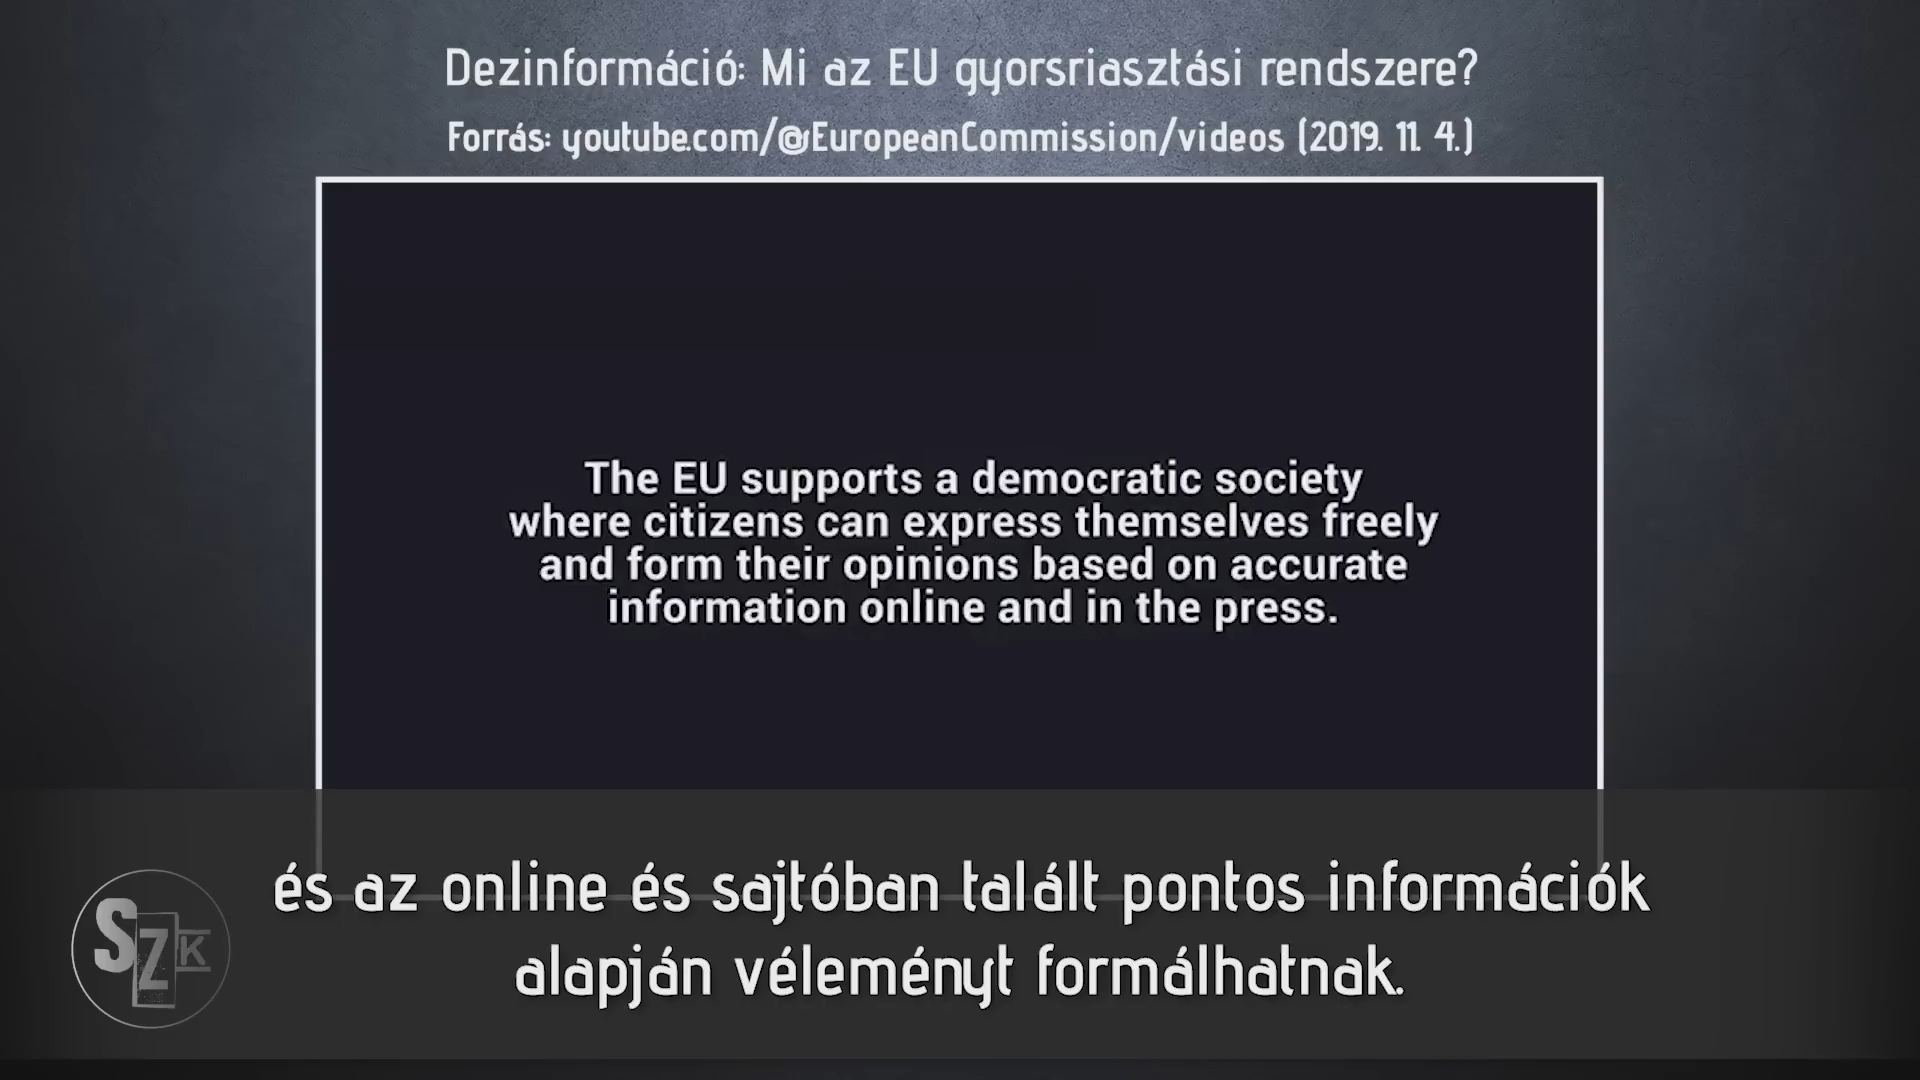 Dezinformáció: Mi az EU gyorsriasztási rendszere?
Forrás: youtube.com/@EuropeanCommission/videos (2019. 11. 4.)
The EU supports a democratic society
where citizens can express themselves freely
and form their opinions based on accurate
information online and in the press.
és az online és sajtóban talált pontos információk
alapján véleményt formálhatnak.
SZK